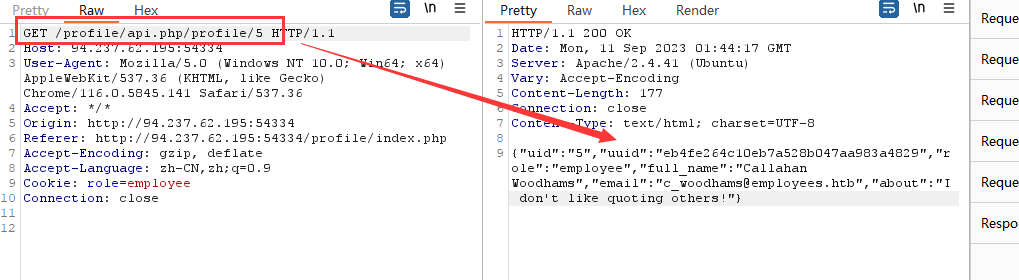 Pretty Raw Hex \n
1 GET /profile/api.php/profile/5 HTTP/1.1
2 Host: 94.237.62.195:54334
3 User-Agent: Mozilla/5.0 (Windows NT 10.0; Win64; x64)
AppleWebKit/537.36 (KHTML, like Gecko)
Chrome/116.0.5845.141 Safari/537.36
4 Accept: */*
5 Origin: http://94.237.62.195:54334
6 Referer: http://94.237.62.195:54334/profile/index.php
7 Accept-Encoding: gzip, deflate
8 Accept-Language: zh-CN,zh;q=0.9
9 Cookie: role=employee
10 Connection: close
11
12
Pretty Raw Hex Render \n
1 HTTP/1.1 200 OK
2 Date: Mon, 11 Sep 2023 01:44:17 GMT
3 Server: Apache/2.4.41 (Ubuntu)
4 Vary: Accept-Encoding
5 Content-Length: 177
6 Connection: close
7 Content-Type: text/html; charset=UTF-8
8
9 {"uid":"5","uuid":"eb4fe264c10eb7a528b047aa983a4829","r
ole":"employee","full_name":"Callahan
Woodhams","email":"c_woodhams@employees.htb","about":"I
don't like quoting others!"}
Reque
Reque
Reque
Reque
Respo